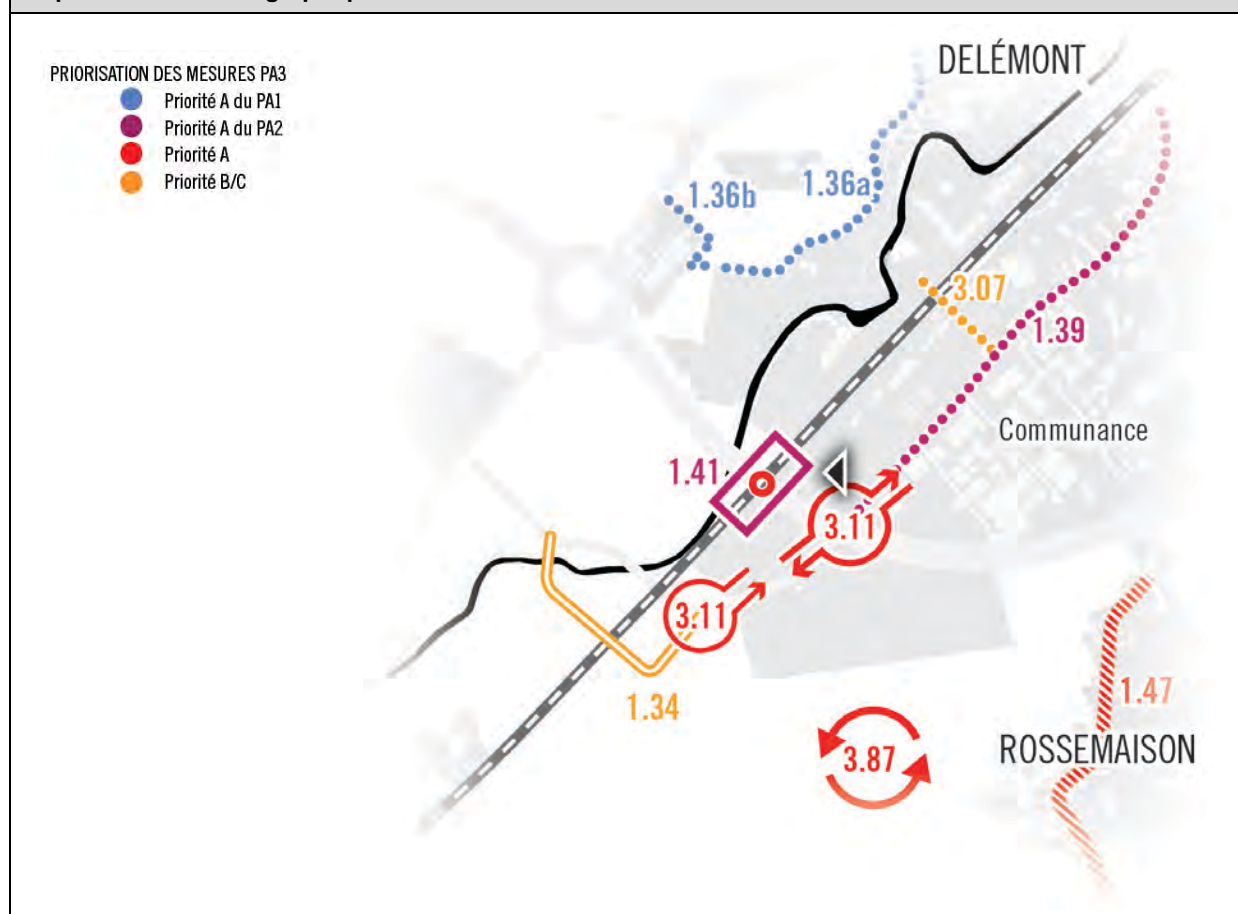 PRIORISATION DES MESURES PA3
Priorité A du PA1
Priorité A du PA2
Priorité A
Priorité B/C
DELÉMONT
1.36b
1.36a
3.07
1.39
Communance
1.41
3.11
3.11
1.34
1.47
ROSSEMAISON
3.87